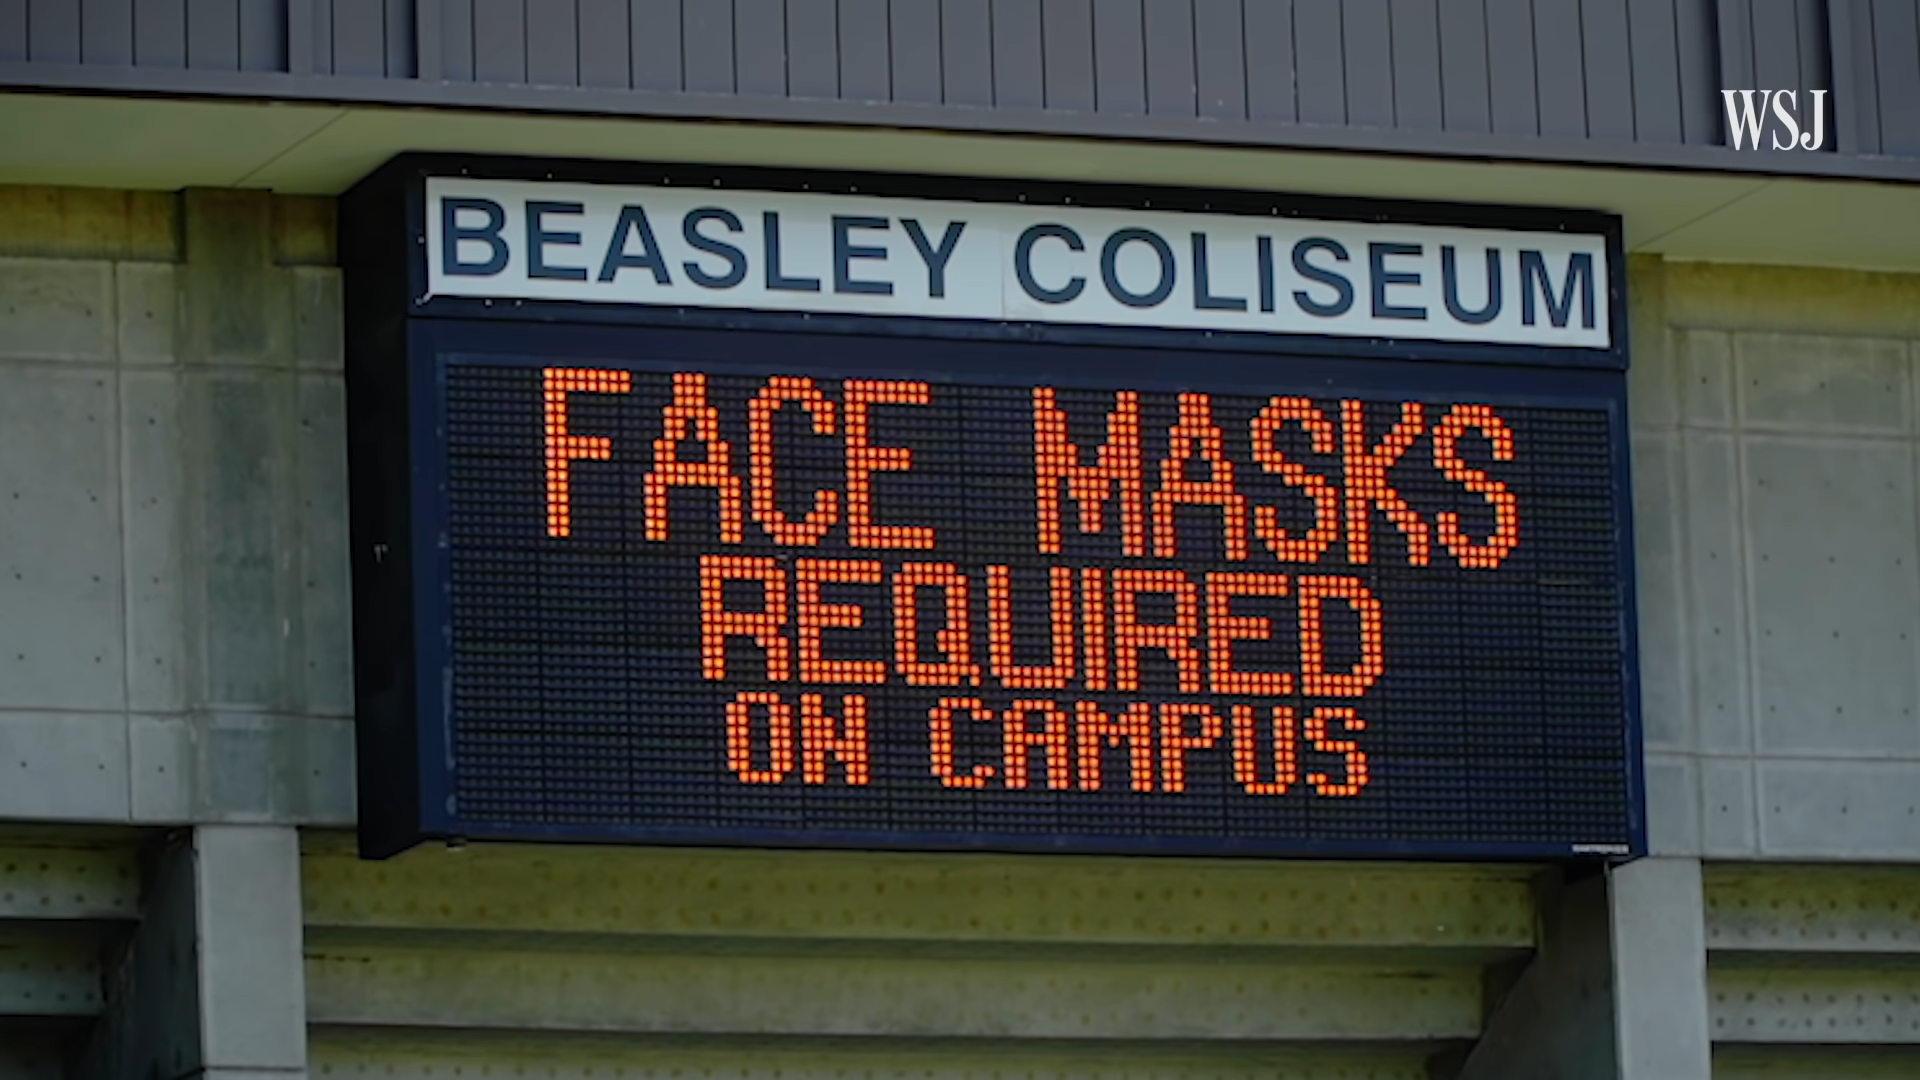 WSJ
BEASLEY COLISEUM
FACE MASKS
REQUIRED
ON CAMPUS